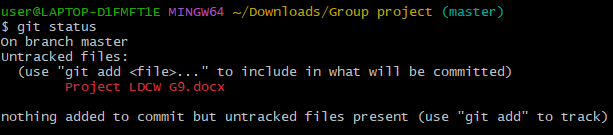 user@LAPTOP-D1FMFT1E MINGW64 ~/Downloads/Group project (master)
$ git status
On branch master
Untracked files:
  (use "git add <file>..." to include in what will be committed)
        Project LDCW G9.docx

nothing added to commit but untracked files present (use "git add" to track)